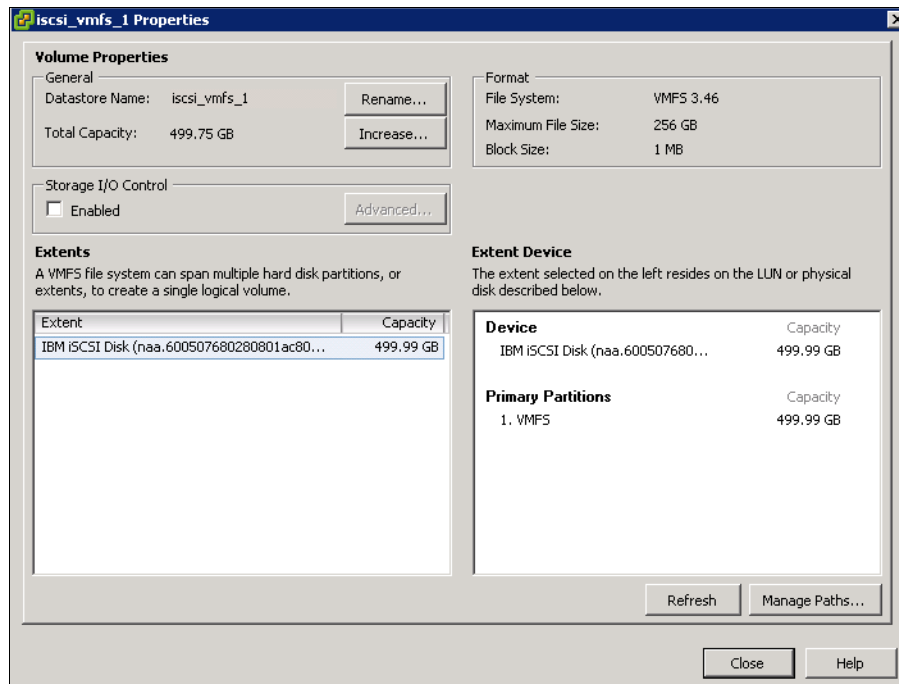 iscsi_vmfs_1 Properties
Volume Properties
General
Datastore Name: iscsi_vmfs_1 Rename...
Total Capacity: 499.75 GB Increase...
Format
File System: VMFS 3.46
Maximum File Size: 256 GB
Block Size: 1 MB
Storage I/O Control
Enabled Advanced...
Extents
A VMFS file system can span multiple hard disk partitions, or
extents, to create a single logical volume.
Extent Capacity
IBM iSCSI Disk (naa.600507680280801ac80... 499.99 GB
Extent Device
The extent selected on the left resides on the LUN or physical
disk described below.
Device Capacity
IBM iSCSI Disk (naa.600507680... 499.99 GB
Primary Partitions Capacity
1. VMFS 499.99 GB
Refresh Manage Paths...
Close Help